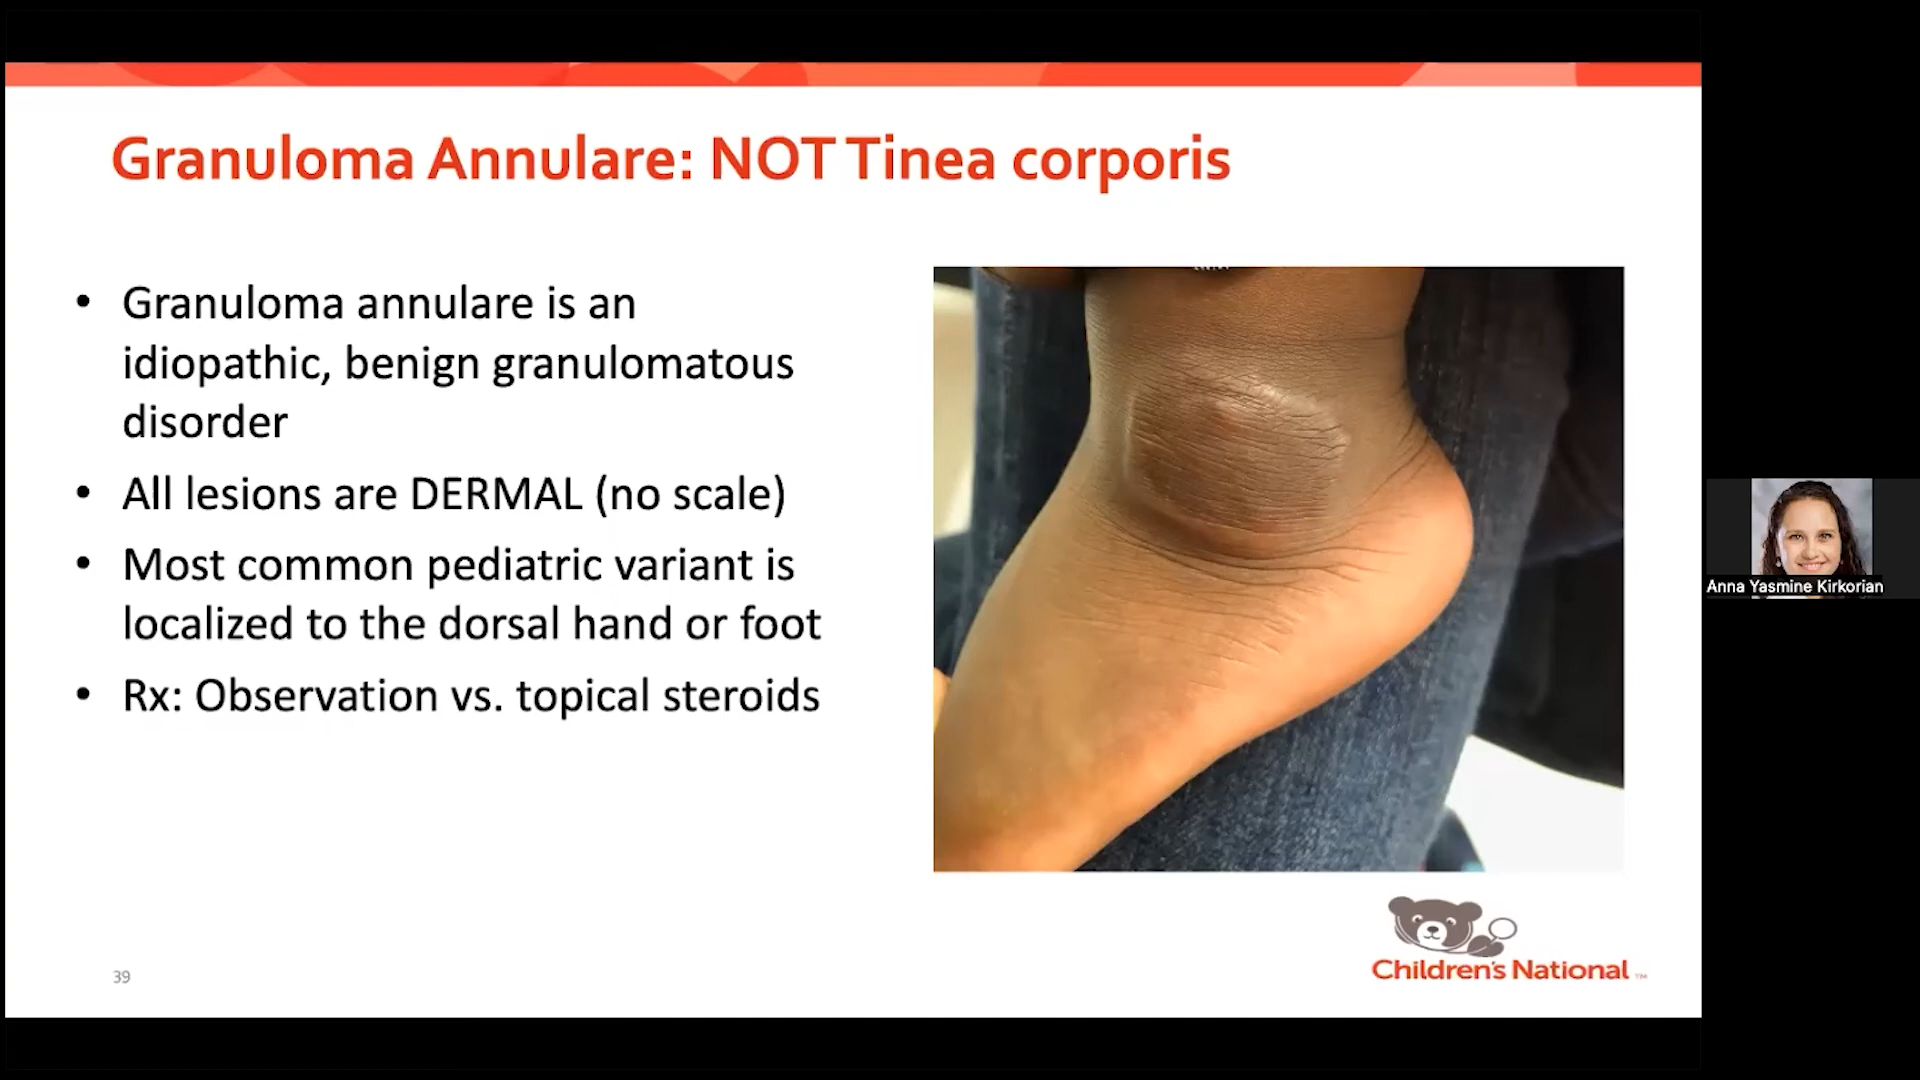 Granuloma Annulare: NOT Tinea corporis
• Granuloma annulare is an
idiopathic, benign granulomatous
disorder
• All lesions are DERMAL (no scale)
• Most common pediatric variant is
localized to the dorsal hand or foot
• Rx: Observation vs. topical steroids
Anna Yasmine Kirkorian
Children's National ™
39